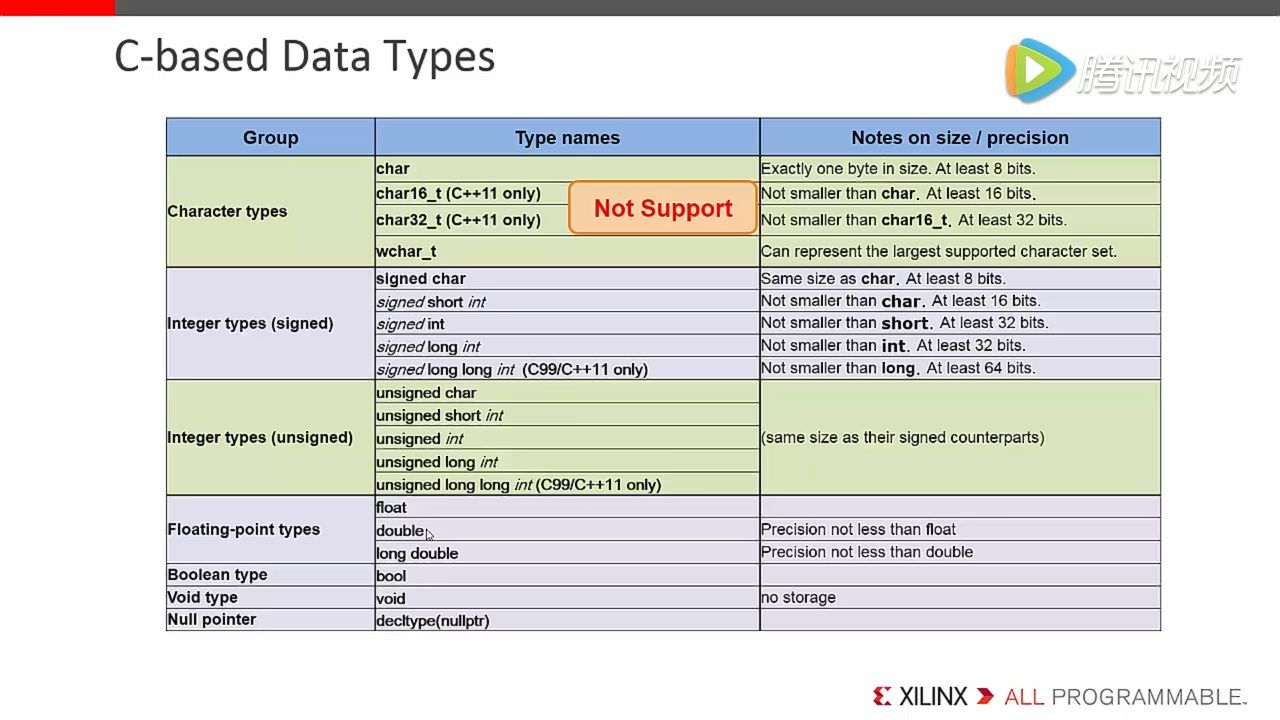 C-based Data Types
腾讯视频
Group Type names Notes on size / precision
Character types
char Exactly one byte in size. At least 8 bits.
char16_t (C++11 only) Not smaller than char. At least 16 bits.
Not Support
char32_t (C++11 only) Not smaller than char16_t. At least 32 bits.
wchar_t Can represent the largest supported character set.
Integer types (signed)
signed char Same size as char. At least 8 bits.
signed short int Not smaller than char. At least 16 bits.
signed int Not smaller than short. At least 32 bits.
signed long int Not smaller than int. At least 32 bits.
signed long long int (C99/C++11 only) Not smaller than long. At least 64 bits.
Integer types (unsigned)
unsigned char
unsigned short int
unsigned int
unsigned long int
unsigned long long int (C99/C++11 only)
(same size as their signed counterparts)
Floating-point types
float
double Precision not less than float
long double Precision not less than double
Boolean type bool
Void type void no storage
Null pointer decltype(nullptr)
XILINX ALL PROGRAMMABLE™